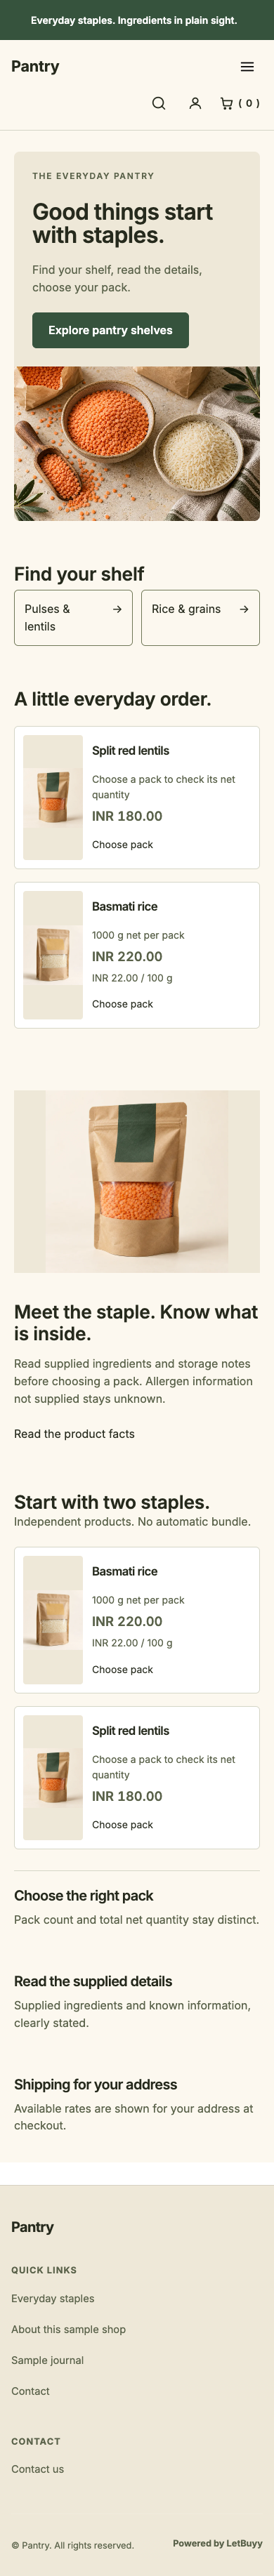 Everyday staples. Ingredients in plain sight.
Pantry
( 0 )
THE EVERYDAY PANTRY
Good things start
with staples.
Find your shelf, read the details,
choose your pack.
Explore pantry shelves
Find your shelf
Pulses &
lentils
Rice & grains
A little everyday order.
Split red lentils
Choose a pack to check its net
quantity
INR 180.00
Choose pack
Basmati rice
1000 g net per pack
INR 220.00
INR 22.00 / 100 g
Choose pack
Meet the staple. Know what
is inside.
Read supplied ingredients and storage notes
before choosing a pack. Allergen information
not supplied stays unknown.
Read the product facts
Start with two staples.
Independent products. No automatic bundle.
Basmati rice
1000 g net per pack
INR 220.00
INR 22.00 / 100 g
Choose pack
Split red lentils
Choose a pack to check its net
quantity
INR 180.00
Choose pack
Choose the right pack
Pack count and total net quantity stay distinct.
Read the supplied details
Supplied ingredients and known information,
clearly stated.
Shipping for your address
Available rates are shown for your address at
checkout.
Pantry
QUICK LINKS
Everyday staples
About this sample shop
Sample journal
Contact
CONTACT
Contact us
© Pantry. All rights reserved.
Powered by LetBuyy